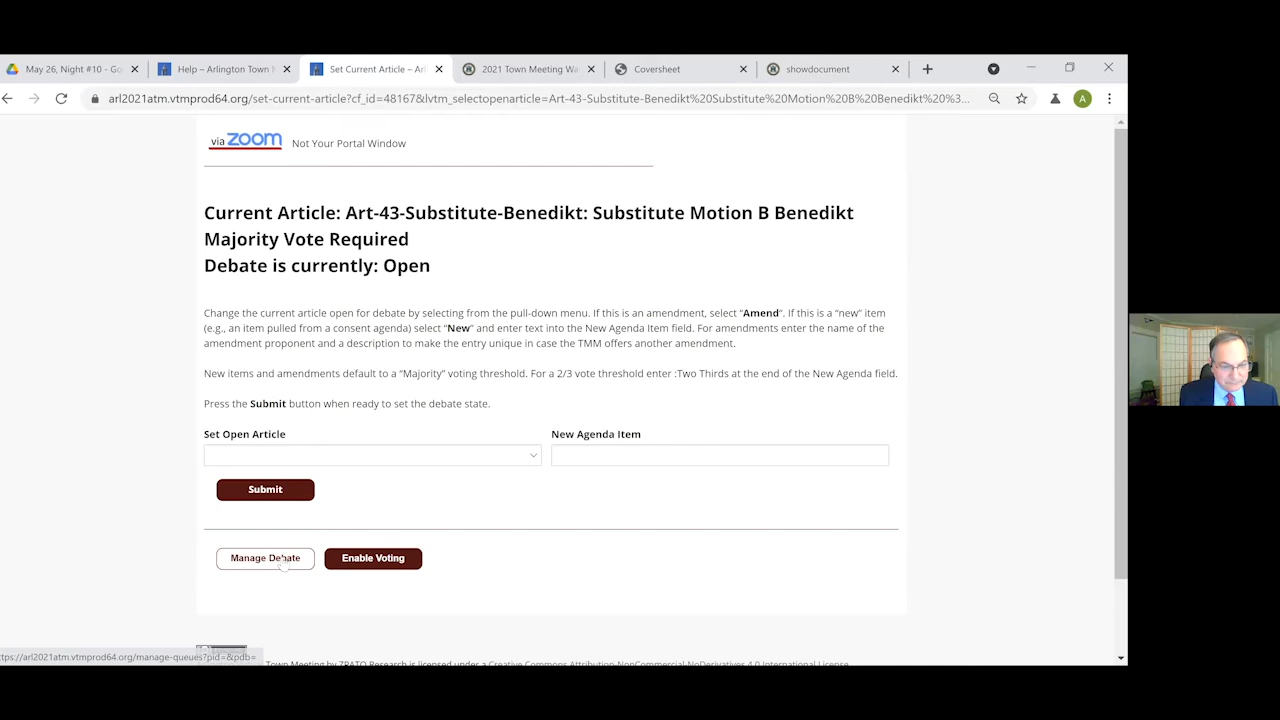 May 26, Night #10 - Go
Help – Arlington Town
Set Current Article – Arl
2021 Town Meeting Wa
Coversheet
showdocument
arl2021atm.vtmprod64.org/set-current-article?cf_id=48167&lvtm_selectopenarticle=Art-43-Substitute-Benedikt%20Substitute%20Motion%20B%20Benedikt%20%3...
A
via zoom Not Your Portal Window
Current Article: Art-43-Substitute-Benedikt: Substitute Motion B Benedikt
Majority Vote Required
Debate is currently: Open
Change the current article open for debate by selecting from the pull-down menu. If this is an amendment, select “Amend”. If this is a “new” item
(e.g., an item pulled from a consent agenda) select “New” and enter text into the New Agenda Item field. For amendments enter the name of the
amendment proponent and a description to make the entry unique in case the TMM offers another amendment.
New items and amendments default to a “Majority” voting threshold. For a 2/3 vote threshold enter :Two Thirds at the end of the New Agenda field.
Press the Submit button when ready to set the debate state.
Set Open Article
New Agenda Item
Submit
Manage Debate
Enable Voting
ttps://arl2021atm.vtmprod64.org/manage-queues?pid=&pdb=
Town Meeting by ZPATO Research is licensed under a Creative Commons Attribution-NonCommercial-NoDerivatives 4.0 International License